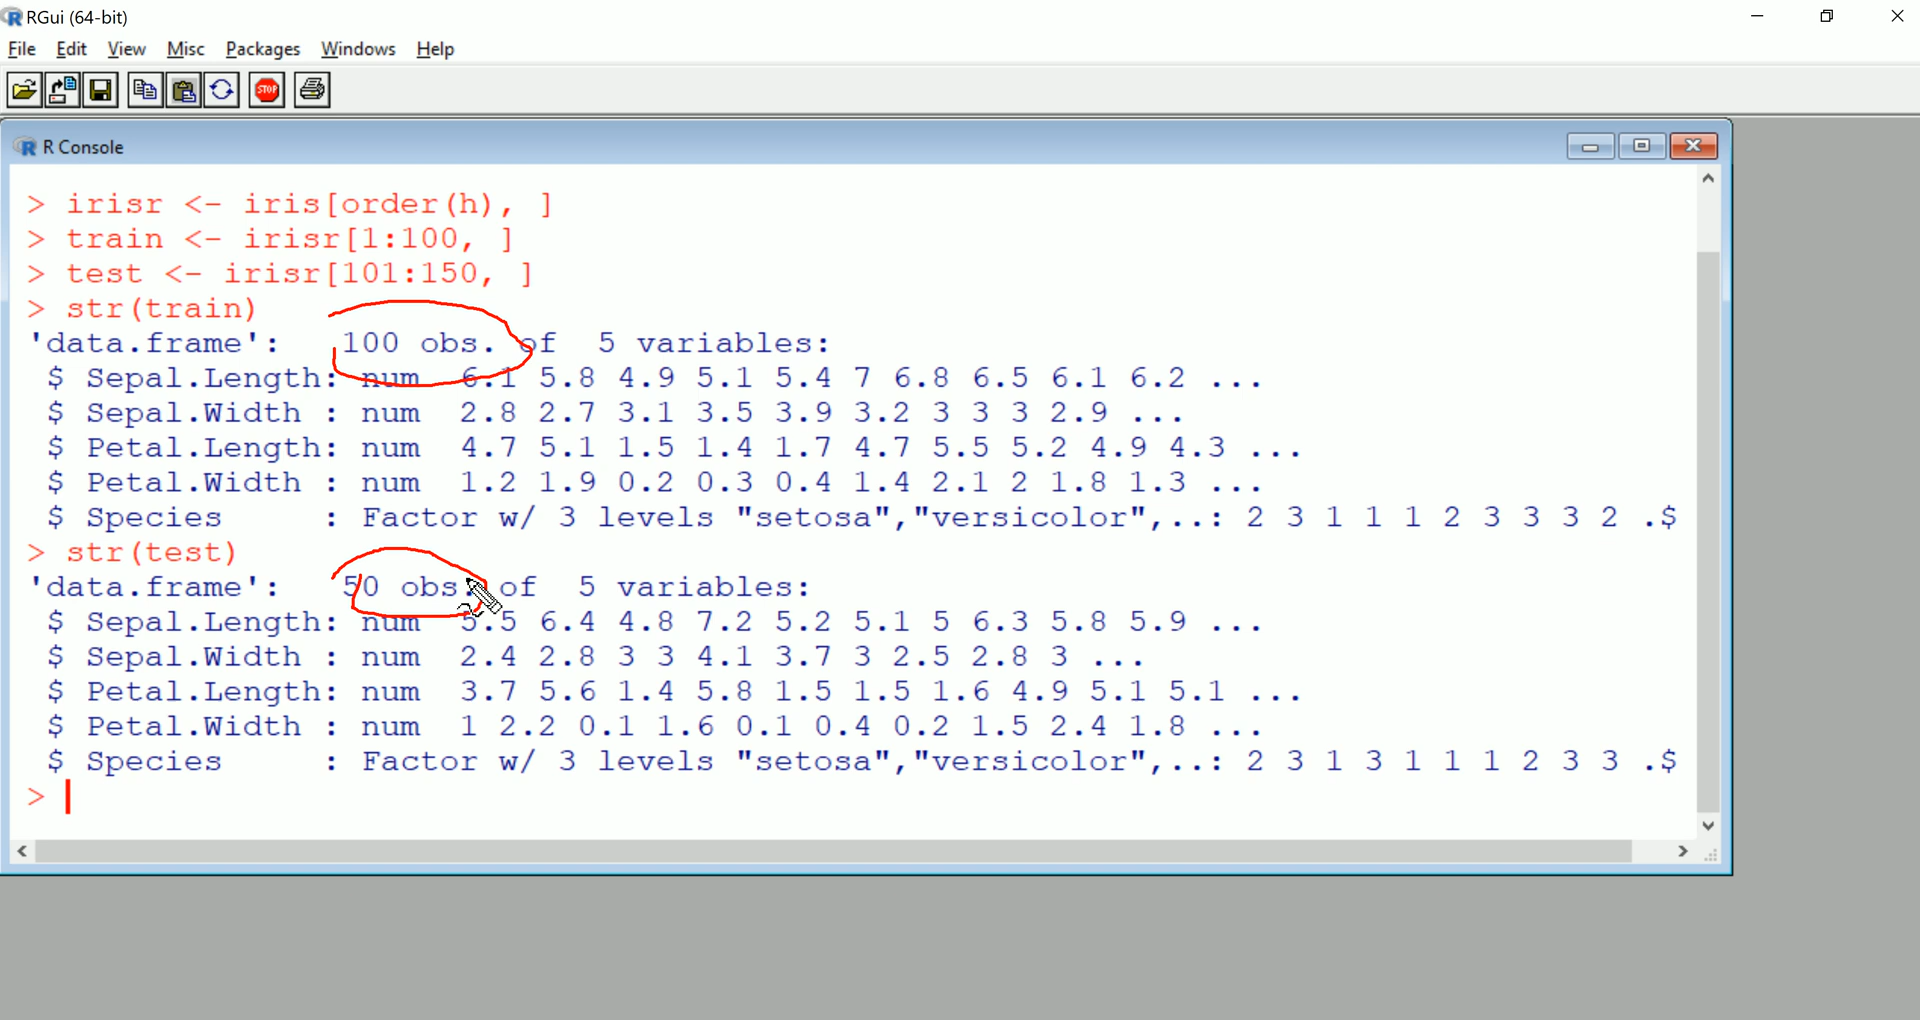 RGui (64-bit)
File Edit View Misc Packages Windows Help
STOP
R Console
> irisr <- iris[order(h), ]
> train <- irisr[1:100, ]
> test <- irisr[101:150, ]
> str(train)
'data.frame':   100 obs. of  5 variables:
 $ Sepal.Length: num  6.1 5.8 4.9 5.1 5.4 7 6.8 6.5 6.1 6.2 ...
 $ Sepal.Width : num  2.8 2.7 3.1 3.5 3.9 3.2 3 3 3 2.9 ...
 $ Petal.Length: num  4.7 5.1 1.5 1.4 1.7 4.7 5.5 5.2 4.9 4.3 ...
 $ Petal.Width : num  1.2 1.9 0.2 0.3 0.4 1.4 2.1 2 1.8 1.3 ...
 $ Species     : Factor w/ 3 levels "setosa","versicolor",..: 2 3 1 1 1 2 3 3 3 2 .$
> str(test)
'data.frame':   50 obs. of  5 variables:
 $ Sepal.Length: num  5.5 6.4 4.8 7.2 5.2 5.1 5 6.3 5.8 5.9 ...
 $ Sepal.Width : num  2.4 2.8 3 3 4.1 3.7 3 2.5 2.8 3 ...
 $ Petal.Length: num  3.7 5.6 1.4 5.8 1.5 1.5 1.6 4.9 5.1 5.1 ...
 $ Petal.Width : num  1 2.2 0.1 1.6 0.1 0.4 0.2 1.5 2.4 1.8 ...
 $ Species     : Factor w/ 3 levels "setosa","versicolor",..: 2 3 1 3 1 1 1 2 3 3 .$
>